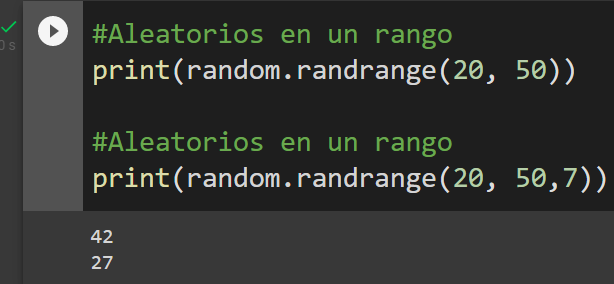 #Aleatorios en un rango
print(random.randrange(20, 50))
#Aleatorios en un rango
print(random.randrange(20, 50,7))
42
27